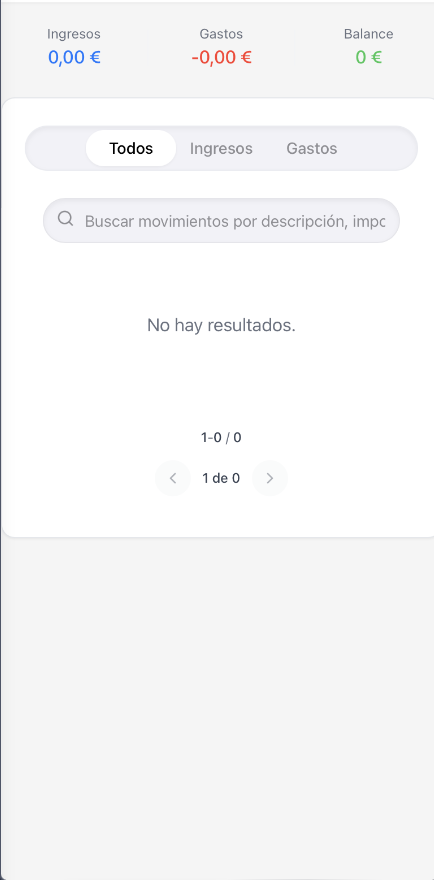 Ingresos Gastos Balance
0,00 € -0,00 € 0 €
Todos Ingresos Gastos
Buscar movimientos por descripción, impo
No hay resultados.
1-0 / 0
1 de 0